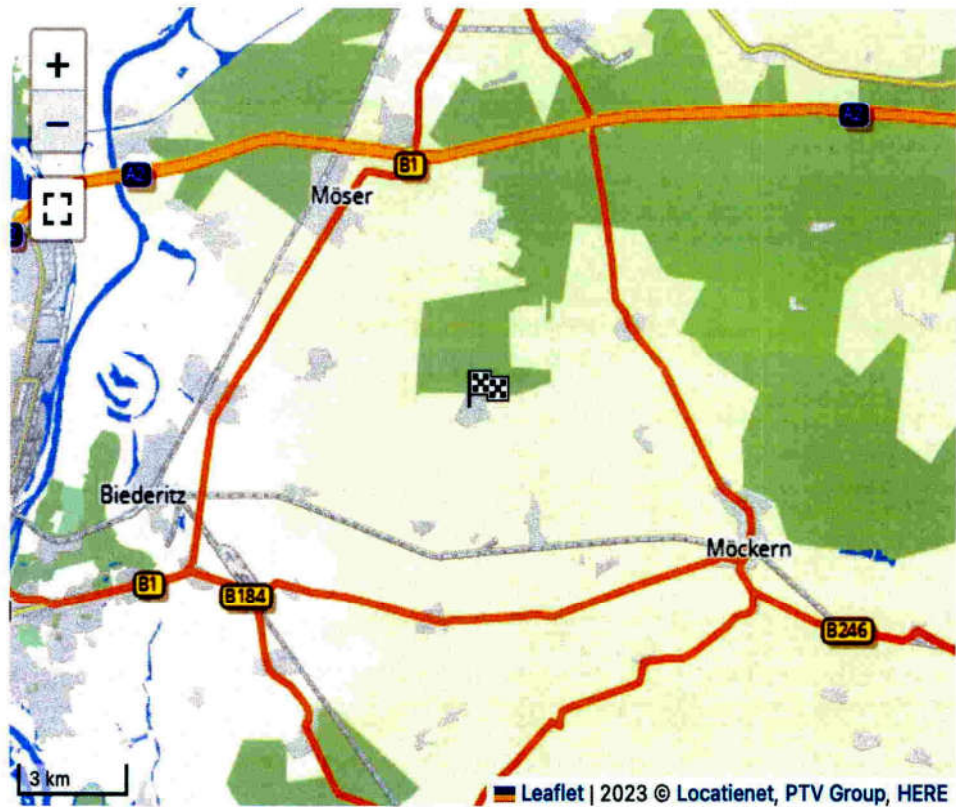 +
A2
B1
−
A2
Möser
Biederitz
Möckern
B1
B184
B246
3 km
Leaflet | 2023 © Locatienet, PTV Group, HERE